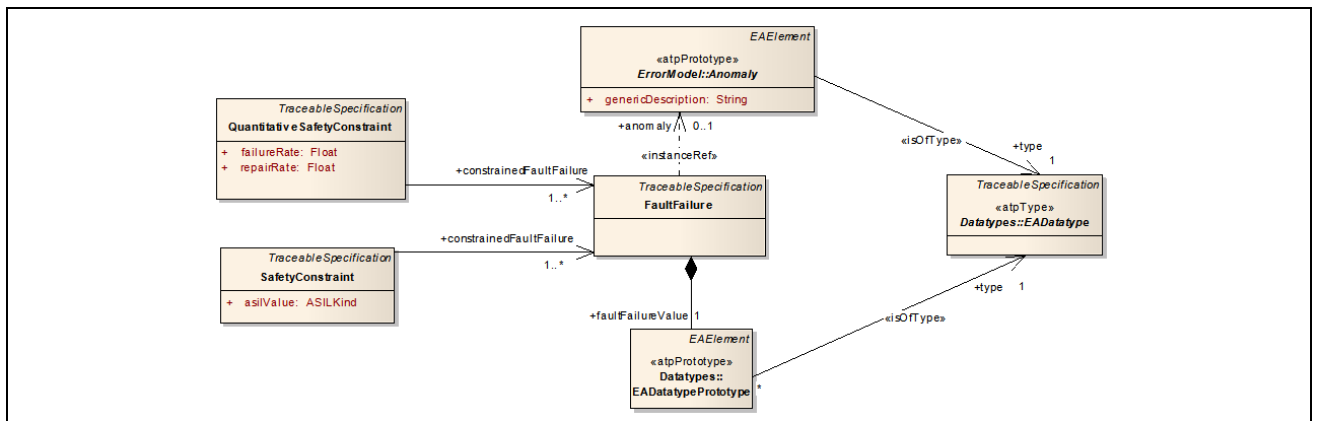 EAElement
«atpPrototype»
ErrorModel::Anomaly
+ genericDescription: String
TraceableSpecification
QuantitativeSafetyConstraint
+ failureRate: Float
+ repairRate: Float
+anomaly 0..1
«instanceRef»
«isOfType»
+type
1
+constrainedFaultFailure
1..*
TraceableSpecification
FaultFailure
TraceableSpecification
«atpType»
Datatypes::EADatatype
+constrainedFaultFailure
1..*
TraceableSpecification
SafetyConstraint
+ asilValue: ASILKind
+type 1
«isOfType»
+faultFailureValue 1
EAElement
«atpPrototype»
Datatypes::
EADatatypePrototype
*